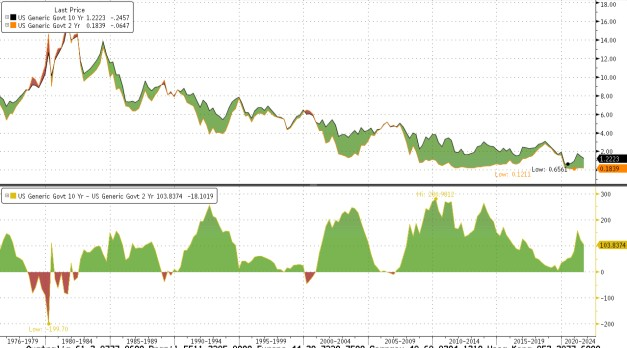 Last Price
US Generic Govt 10 Yr 1.2223 -.2457
US Generic Govt 2 Yr 0.1839 -.0647
18.00
16.00
14.00
12.00
10.00
8.00
6.00
4.00
2.00
1.2223
0.1839
Low: 0.6561
Low: 0.1213
US Generic Govt 10 Yr - US Generic Govt 2 Yr 103.8374 -18.1019
300
200
103.8374
0
-100
-200
1976-1979 1980-1984 1985-1989 1990-1994 1995-1999 2000-2004 2005-2009 2010-2014 2015-2019 2020-2024